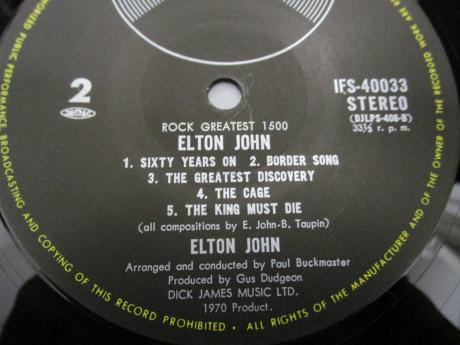 2
IFS-40033
STEREO
(DJLPS-406-B)
33⅓ r. p. m.
ROCK GREATEST 1500
ELTON JOHN
1. SIXTY YEARS ON 2. BORDER SONG
3. THE GREATEST DISCOVERY
4. THE CAGE
5. THE KING MUST DIE
(all compositions by E. John-B. Taupin)
ELTON JOHN
Arranged and conducted by Paul Buckmaster
Produced by Gus Dudgeon
DICK JAMES MUSIC LTD.
1970 Product.
PUBLIC PERFORMANCE, BROADCASTING AND COPYING OF THIS RECORD PROHIBITED • ALL RIGHTS OF THE MANUFACTURER AND OF THE OWNER OF THE RECORDED WORK ARE